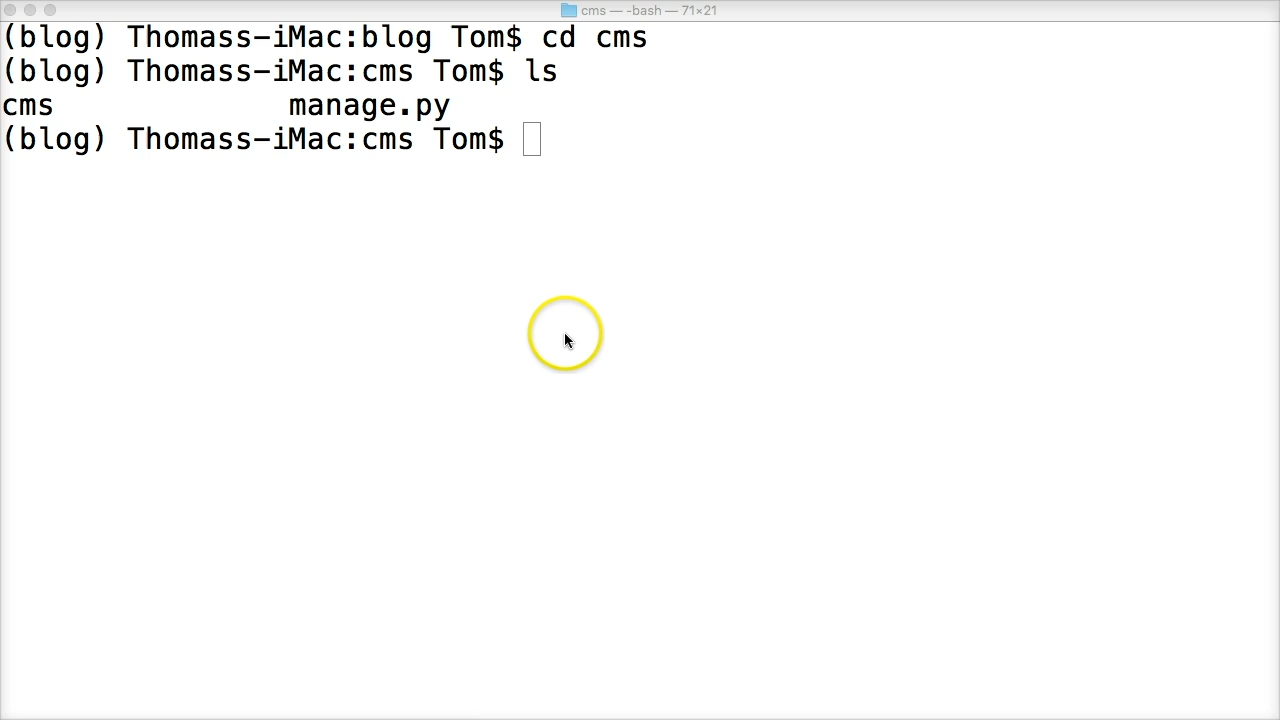 cms — -bash — 71×21
(blog) Thomass-iMac:blog Tom$ cd cms
(blog) Thomass-iMac:cms Tom$ ls
cms manage.py
(blog) Thomass-iMac:cms Tom$